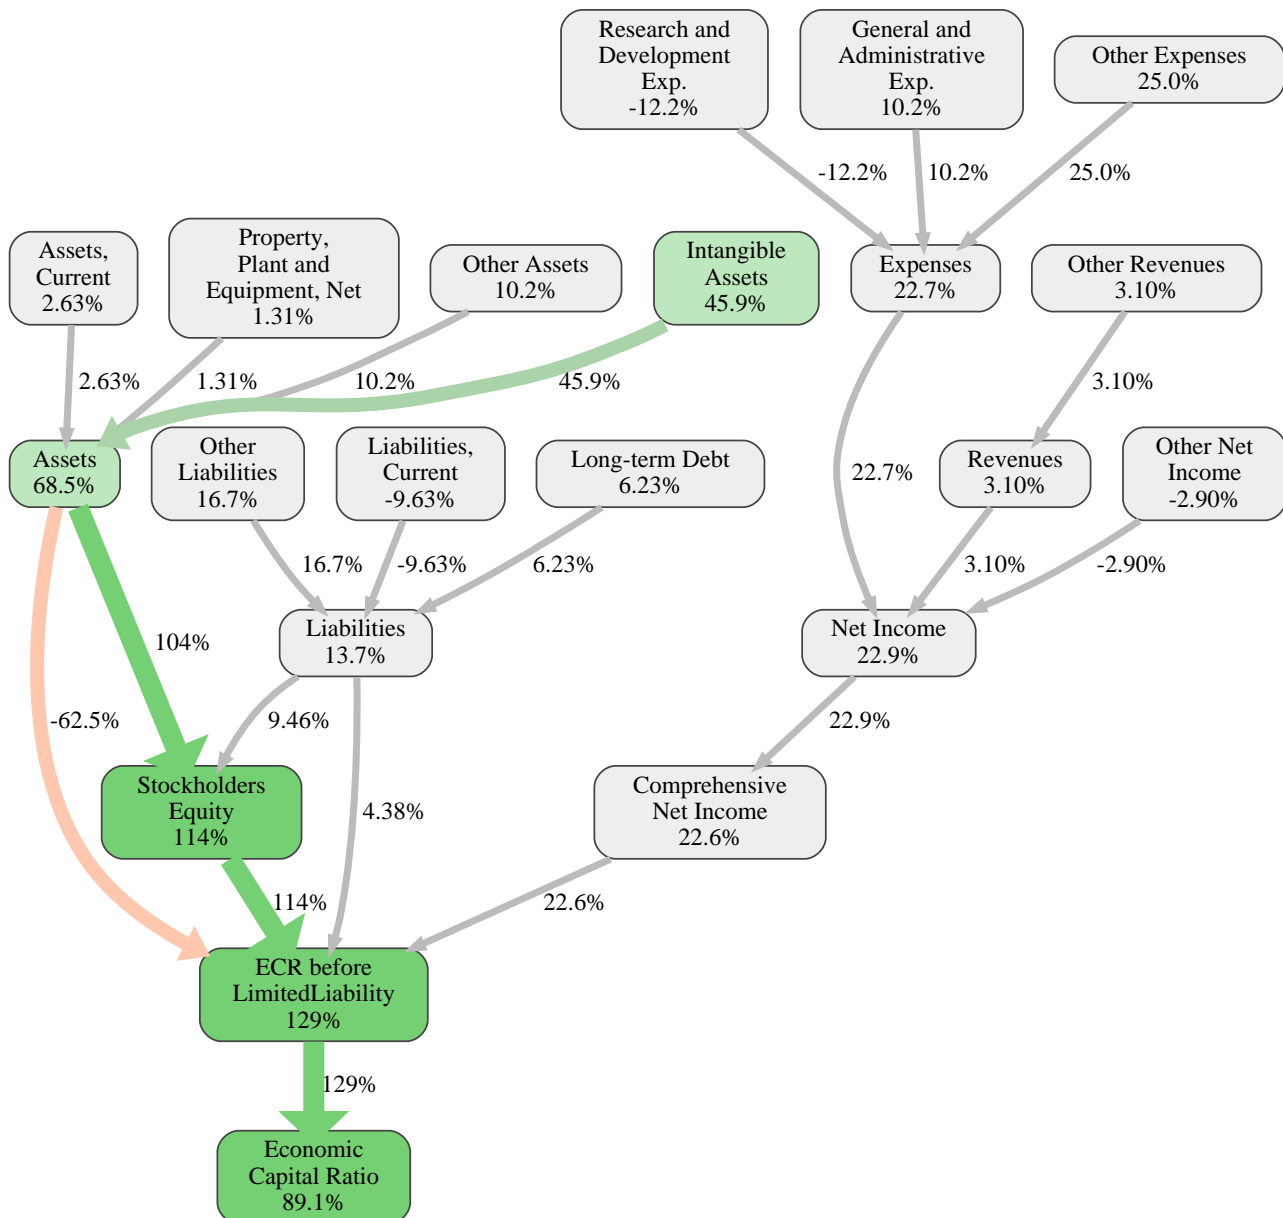 Research and
Development
Exp.
-12.2%
General and
Administrative
Exp.
10.2%
Other Expenses
25.0%
-12.2%
10.2%
25.0%
Assets,
Current
2.63%
Property,
Plant and
Equipment, Net
1.31%
Other Assets
10.2%
Intangible
Assets
45.9%
Expenses
22.7%
Other Revenues
3.10%
2.63%
1.31%
10.2%
45.9%
3.10%
Assets
68.5%
Other
Liabilities
16.7%
Liabilities,
Current
-9.63%
Long-term Debt
6.23%
22.7%
Revenues
3.10%
Other Net
Income
-2.90%
16.7%
-9.63%
6.23%
3.10%
-2.90%
104%
Liabilities
13.7%
Net Income
22.9%
-62.5%
9.46%
22.9%
Stockholders
Equity
114%
4.38%
Comprehensive
Net Income
22.6%
114%
22.6%
ECR before
LimitedLiability
129%
129%
Economic
Capital Ratio
89.1%